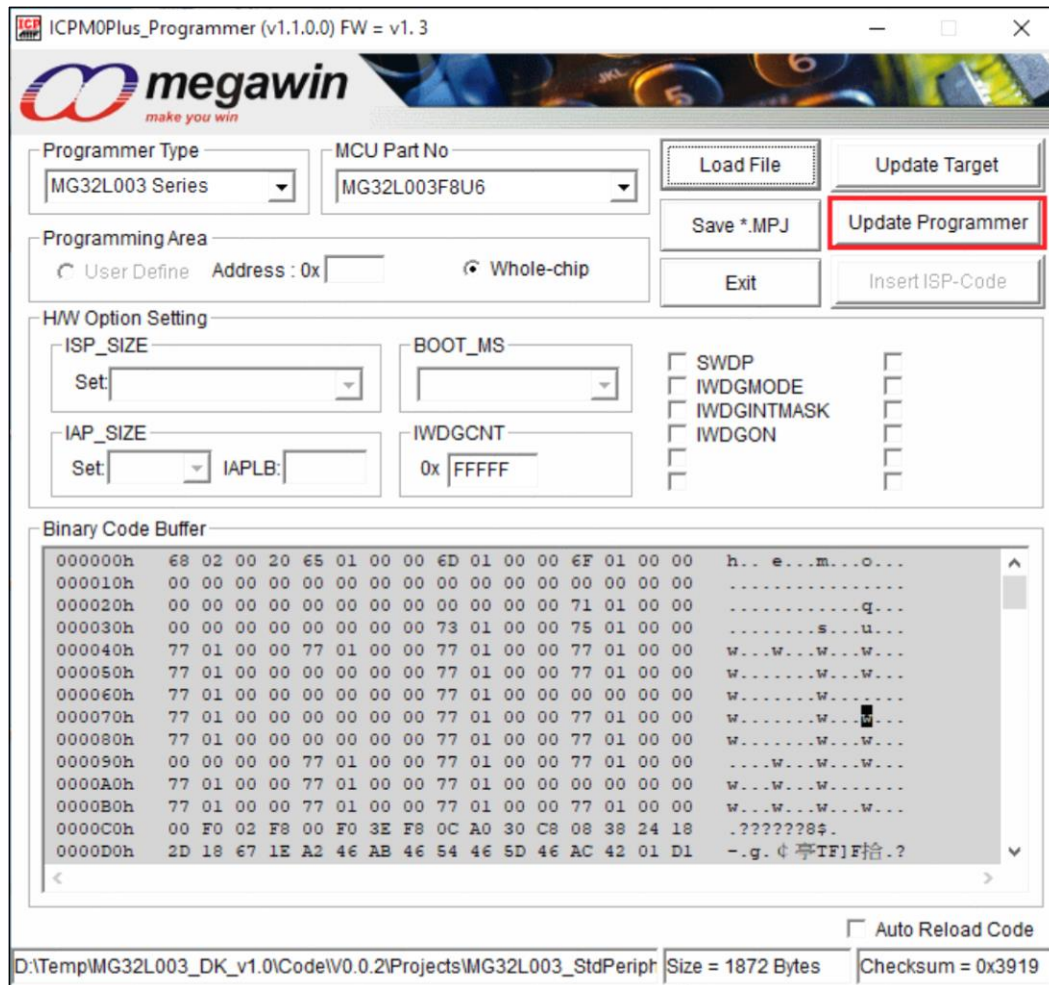 ICPM0Plus_Programmer (v1.1.0.0) FW = v1. 3
megawin
make you win
Programmer Type
MG32L003 Series
MCU Part No
MG32L003F8U6
Load File
Update Target
Save *.MPJ
Update Programmer
Exit
Insert ISP-Code
Programming Area
User Define Address : 0x
Whole-chip
H/W Option Setting
ISP_SIZE
Set:
BOOT_MS
IAP_SIZE
Set: IAPLB:
IWDGCNT
0x FFFFF
SWDP
IWDGMODE
IWDGINTMASK
IWDGON
Binary Code Buffer
000000h 68 02 00 20 65 01 00 00 6D 01 00 00 6F 01 00 00 h.. e...m...o...
000010h 00 00 00 00 00 00 00 00 00 00 00 00 00 00 00 00 ................
000020h 00 00 00 00 00 00 00 00 00 00 00 00 71 01 00 00 ............q...
000030h 00 00 00 00 00 00 00 00 73 01 00 00 75 01 00 00 ........s...u...
000040h 77 01 00 00 77 01 00 00 77 01 00 00 77 01 00 00 w...w...w...w...
000050h 77 01 00 00 00 00 00 00 77 01 00 00 77 01 00 00 w.......w...w...
000060h 77 01 00 00 00 00 00 00 77 01 00 00 00 00 00 00 w.......w.......
000070h 77 01 00 00 00 00 00 00 77 01 00 00 77 01 00 00 w.......w...w...
000080h 77 01 00 00 00 00 00 00 77 01 00 00 77 01 00 00 w.......w...w...
000090h 00 00 00 00 77 01 00 00 77 01 00 00 77 01 00 00 ....w...w...w...
0000A0h 77 01 00 00 77 01 00 00 77 01 00 00 00 00 00 00 w...w...w.......
0000B0h 77 01 00 00 77 01 00 00 77 01 00 00 77 01 00 00 w...w...w...w...
0000C0h 00 F0 02 F8 00 F0 3E F8 0C A0 30 C8 08 38 24 18 .??????8$.
0000D0h 2D 18 67 1E A2 46 AB 46 54 46 5D 46 AC 42 01 D1 -.g.￠亭TF]F拾.?
Auto Reload Code
D:\Temp\MG32L003_DK_v1.0\Code\V0.0.2\Projects\MG32L003_StdPeriph
Size = 1872 Bytes
Checksum = 0x3919